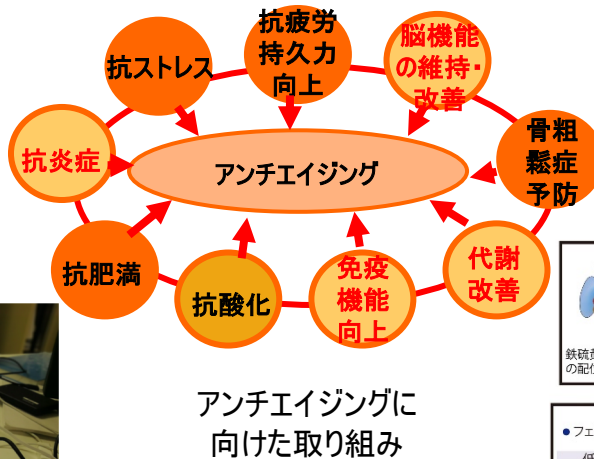 抗疲労
持久力
向上
抗ストレス
脳機能
の維持・
改善
抗炎症
アンチエイジング
骨粗
鬆症
予防
抗肥満
抗酸化
免疫
機能
向上
代謝
改善
アンチエイジングに
向けた取り組み
鉄硫
の配
●フェ